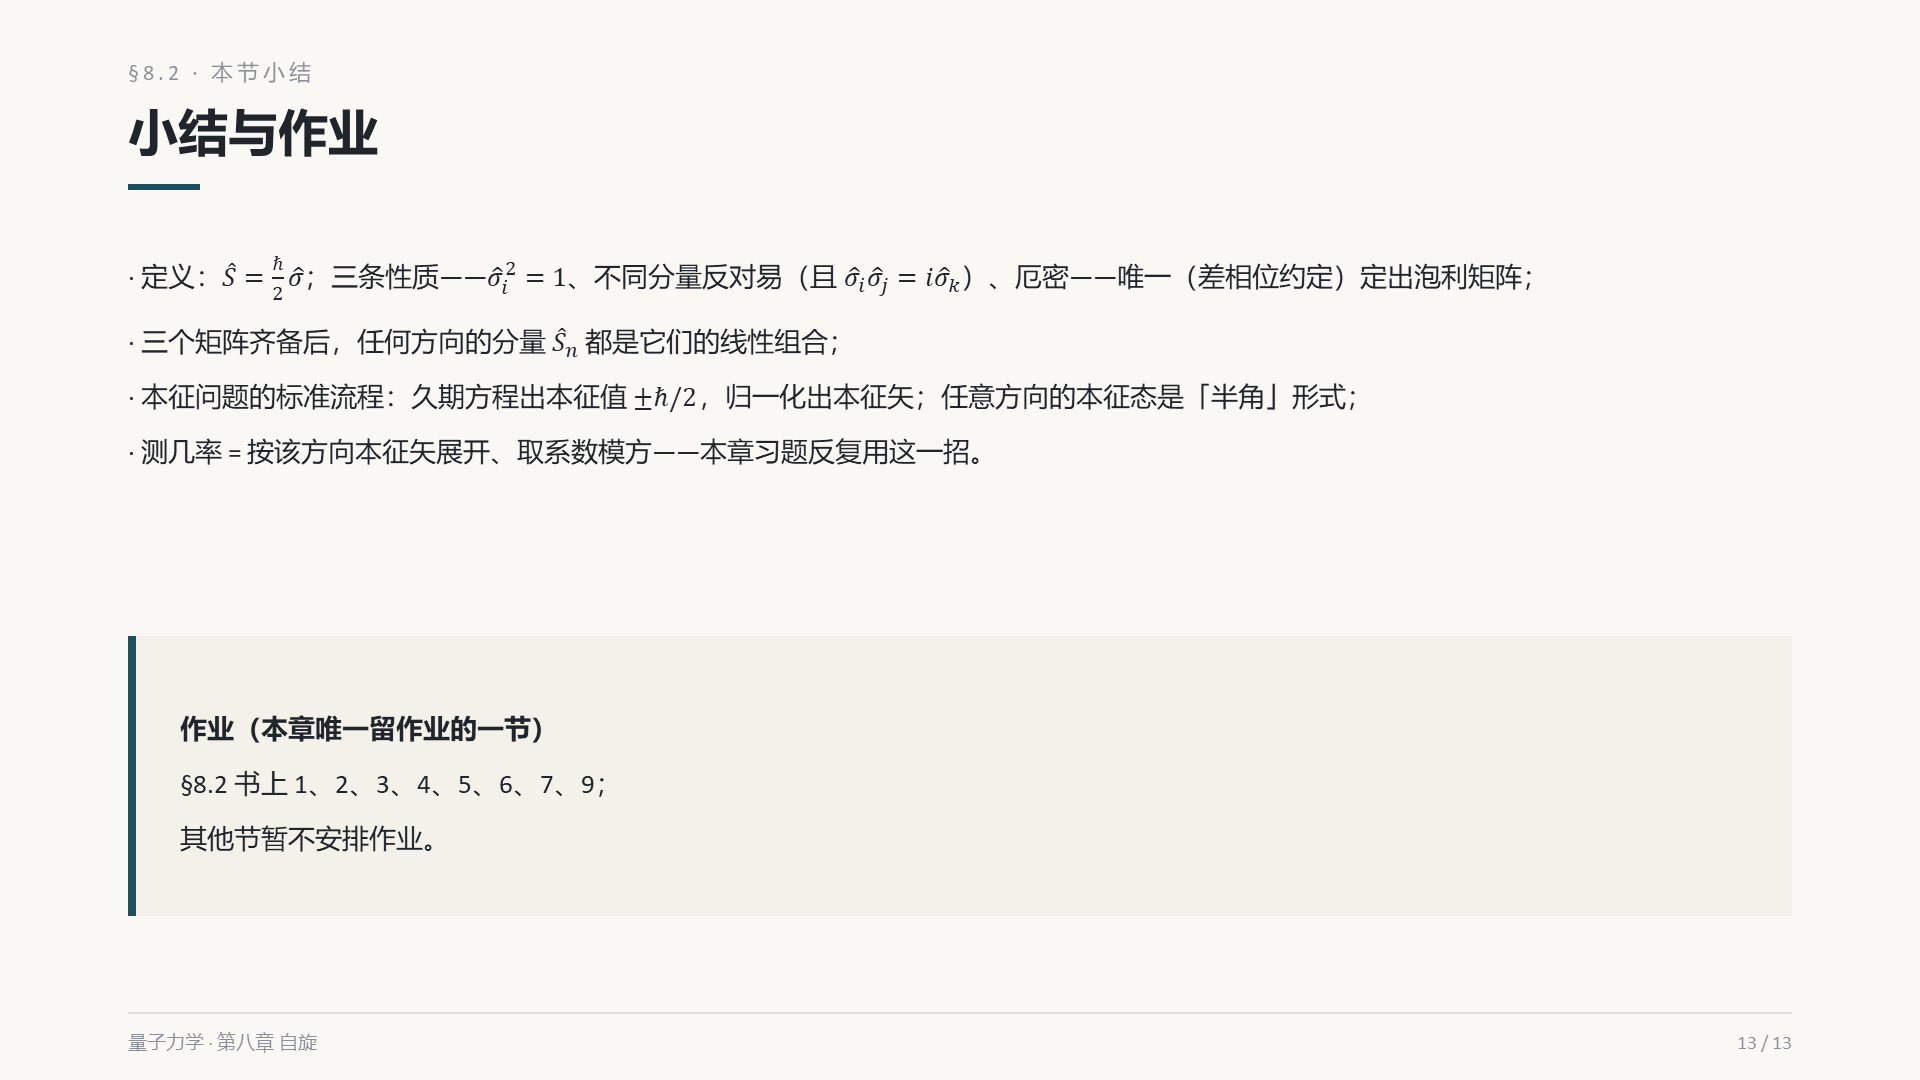 §8.2 · 本节小结
小结与作业
· 定义：Ŝ = ħ/2 σ̂；三条性质——σ̂ᵢ² = 1、不同分量反对易（且 σ̂ᵢσ̂ⱼ = iσ̂ₖ）、厄密——唯一（差相位约定）定出泡利矩阵；
· 三个矩阵齐备后，任何方向的分量 Ŝₙ 都是它们的线性组合；
· 本征问题的标准流程：久期方程出本征值 ±ħ/2，归一化出本征矢；任意方向的本征态是「半角」形式；
· 测几率 = 按该方向本征矢展开、取系数模方——本章习题反复用这一招。
作业（本章唯一留作业的一节）
§8.2 书上 1、2、3、4、5、6、7、9；
其他节暂不安排作业。
量子力学 · 第八章 自旋
13 / 13